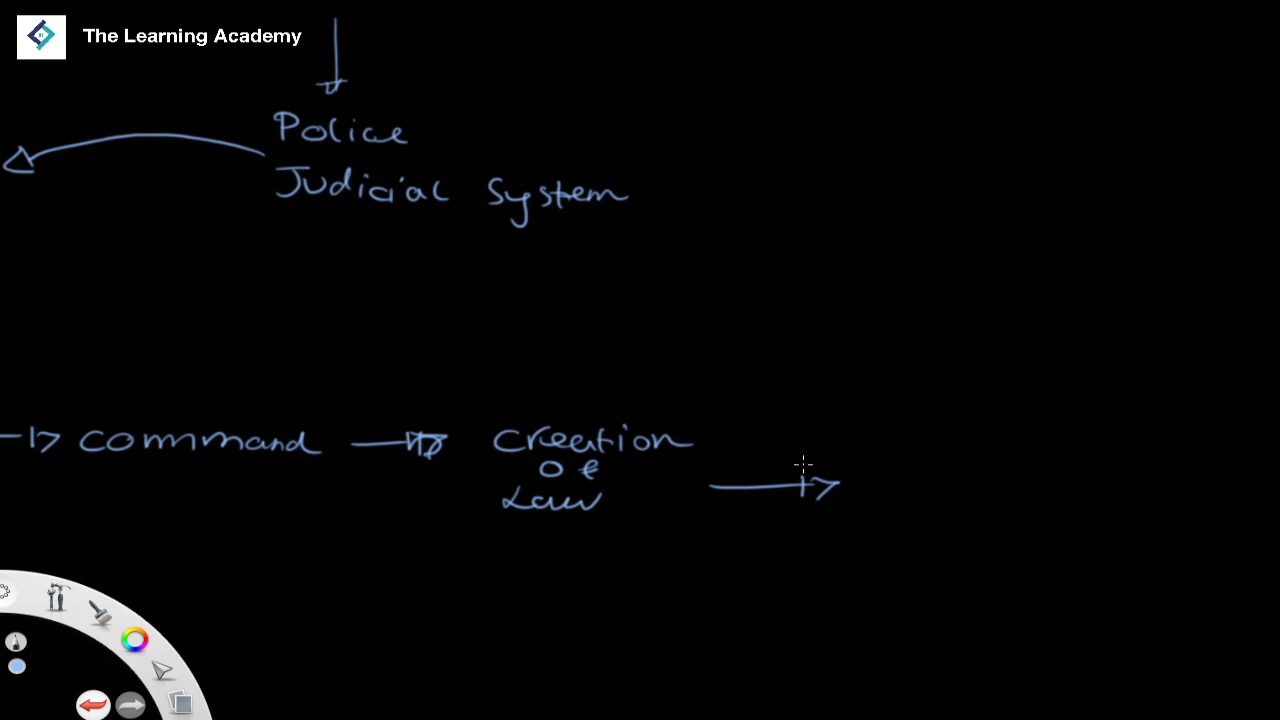 The Learning Academy
Police
Judicial System
Command
Creation
of
Law